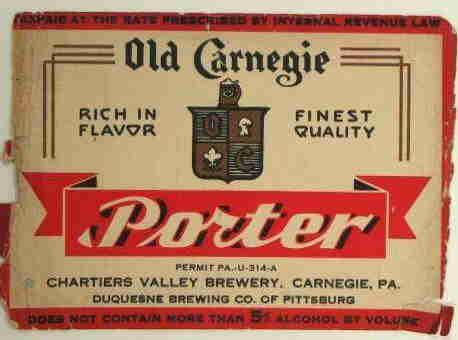 TAXPAID AT THE RATE PRESCRIBED BY INTERNAL REVENUE LAW
Old Carnegie
RICH IN FLAVOR
FINEST QUALITY
O
C
Porter
PERMIT PA.-U-314-A
CHARTIERS VALLEY BREWERY, CARNEGIE, PA.
DUQUESNE BREWING CO. OF PITTSBURG
DOES NOT CONTAIN MORE THAN 5% ALCOHOL BY VOLUME